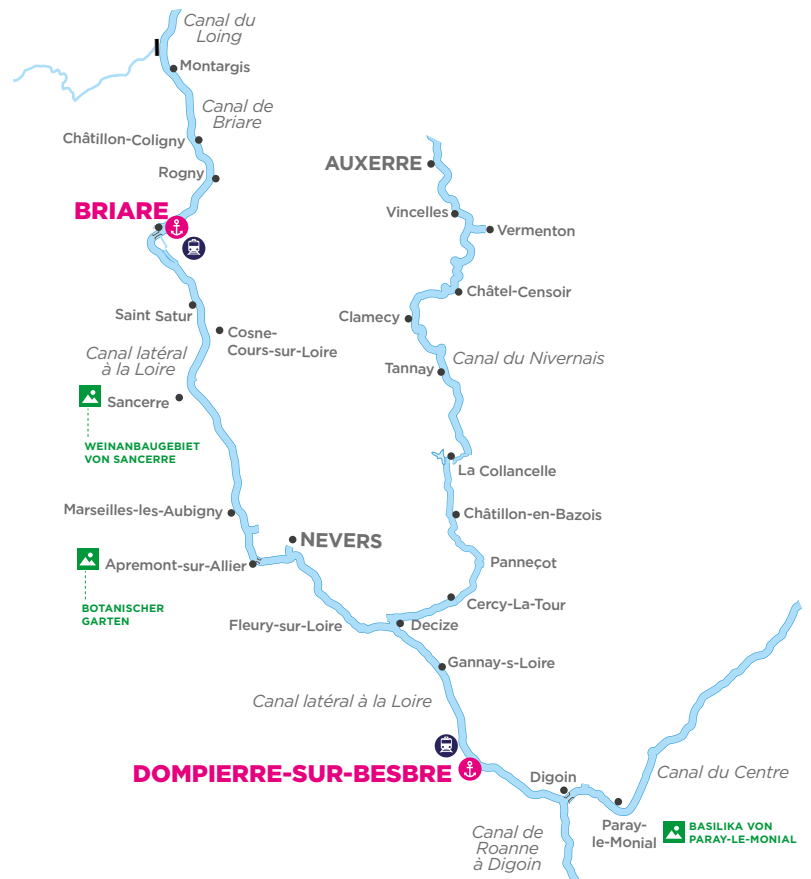 Canal du
Loing
Montargis
Canal de
Briare
Châtillon-Coligny
AUXERRE
Rogny
Vincelles
BRIARE
Vermenton
Châtel-Censoir
Saint Satur
Clamecy
Cosne-
Cours-sur-Loire
Canal latéral
à la Loire
Canal du Nivernais
Tannay
Sancerre
WEINANBAUGEBIET
VON SANCERRE
La Collancelle
Marseilles-les-Aubigny
Châtillon-en-Bazois
NEVERS
Apremont-sur-Allier
Panneçot
BOTANISCHER
GARTEN
Cercy-La-Tour
Fleury-sur-Loire
Decize
Gannay-s-Loire
Canal latéral à la Loire
DOMPIERRE-SUR-BESBRE
Digoin
Canal du Centre
Paray-
le-Monial
BASILIKA VON
PARAY-LE-MONIAL
Canal de
Roanne
à Digoin